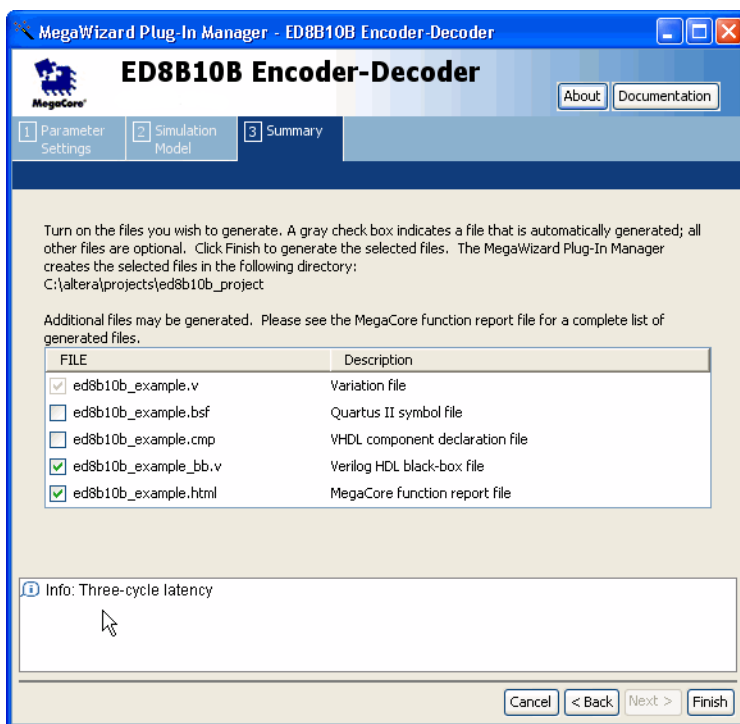 MegaWizard Plug-In Manager - ED8B10B Encoder-Decoder
MegaCore®
ED8B10B Encoder-Decoder
About
Documentation
1 Parameter Settings
2 Simulation Model
3 Summary
Turn on the files you wish to generate. A gray check box indicates a file that is automatically generated; all
other files are optional. Click Finish to generate the selected files. The MegaWizard Plug-In Manager
creates the selected files in the following directory:
C:\altera\projects\ed8b10b_project
Additional files may be generated. Please see the MegaCore function report file for a complete list of
generated files.
FILE Description
ed8b10b_example.v Variation file
ed8b10b_example.bsf Quartus II symbol file
ed8b10b_example.cmp VHDL component declaration file
ed8b10b_example_bb.v Verilog HDL black-box file
ed8b10b_example.html MegaCore function report file
Info: Three-cycle latency
Cancel < Back Next > Finish